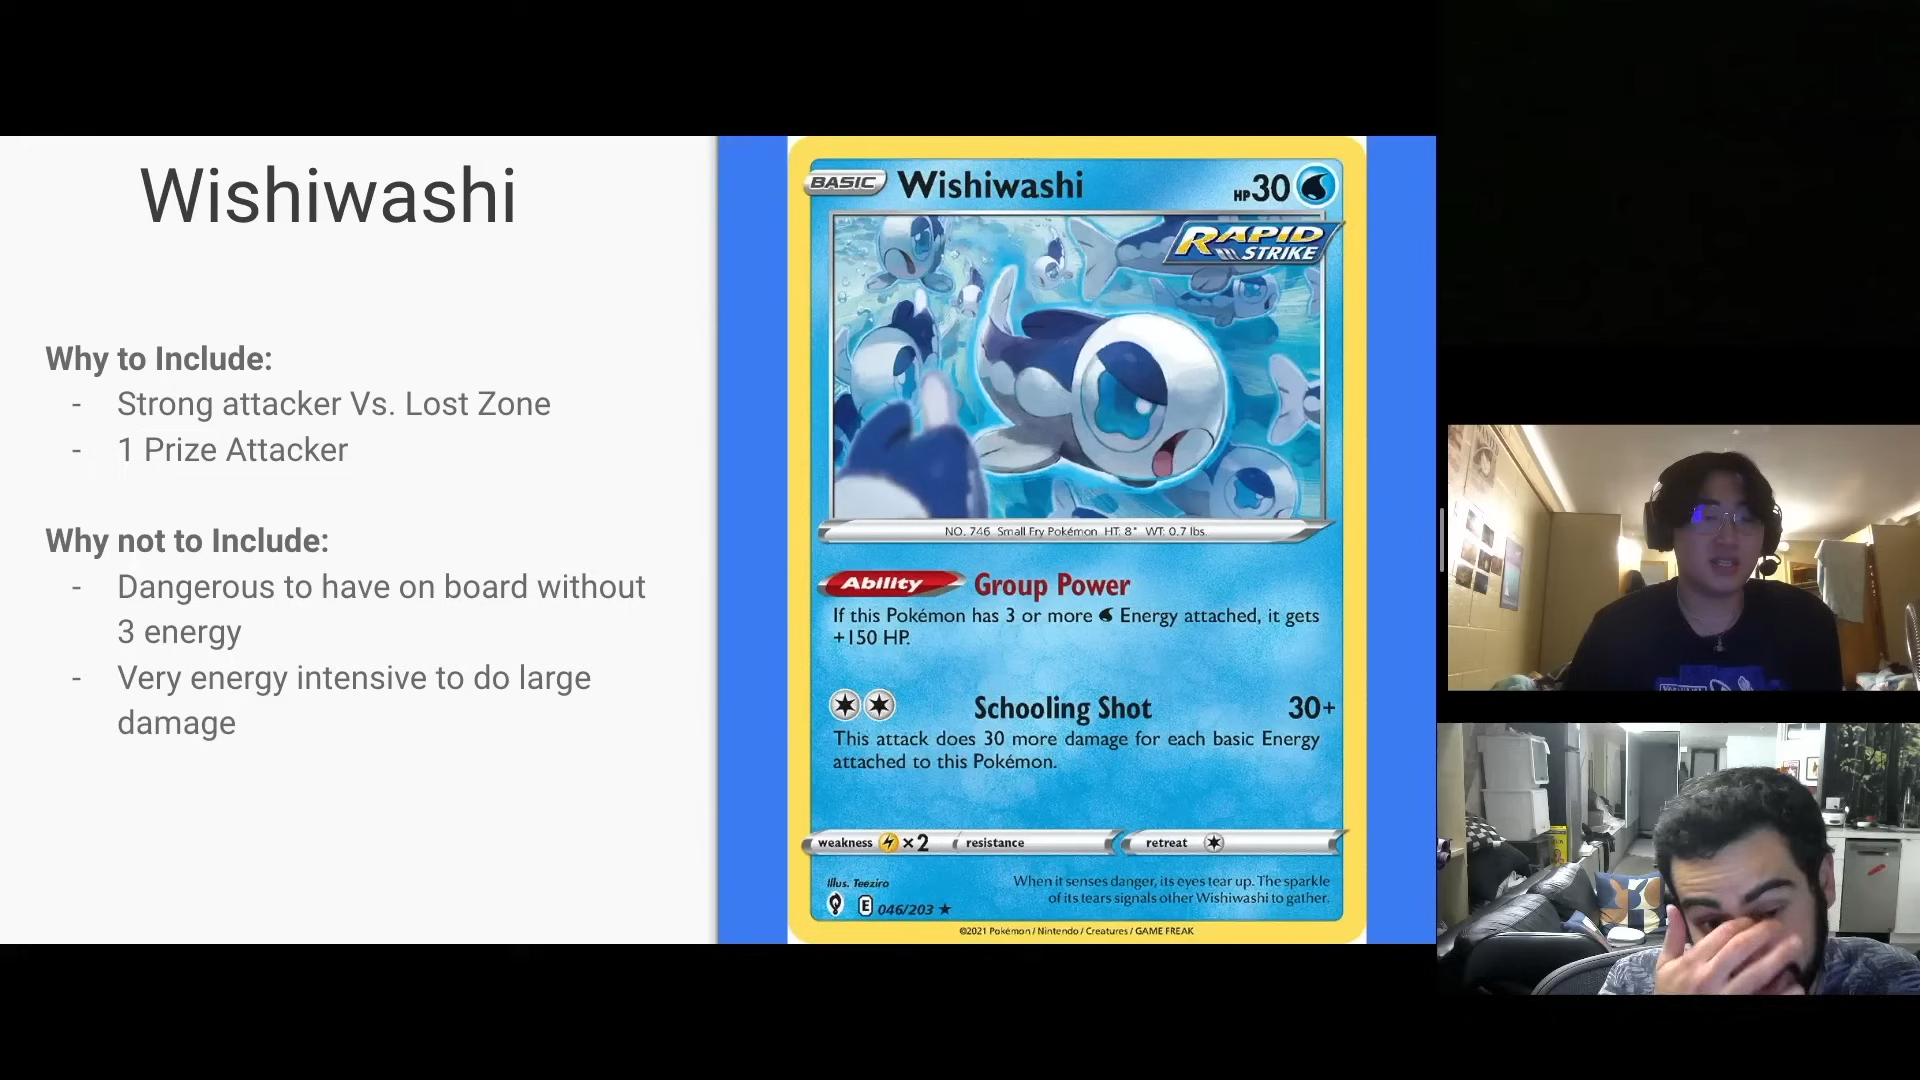 Wishiwashi
Why to Include:
- Strong attacker Vs. Lost Zone
- 1 Prize Attacker
Why not to Include:
- Dangerous to have on board without
3 energy
- Very energy intensive to do large
damage
BASIC Wishiwashi HP30
RAPID
STRIKE
NO. 746 Small Fry Pokémon HT: 8" WT: 0.7 lbs.
Ability Group Power
If this Pokémon has 3 or more Energy attached, it gets
+150 HP.
Schooling Shot 30+
This attack does 30 more damage for each basic Energy
attached to this Pokémon.
weakness ×2 resistance retreat
Illus. Teeziro
When it senses danger, its eyes tear up. The sparkle
of its tears signals other Wishiwashi to gather.
E 046/203 ★
©2021 Pokémon / Nintendo / Creatures / GAME FREAK